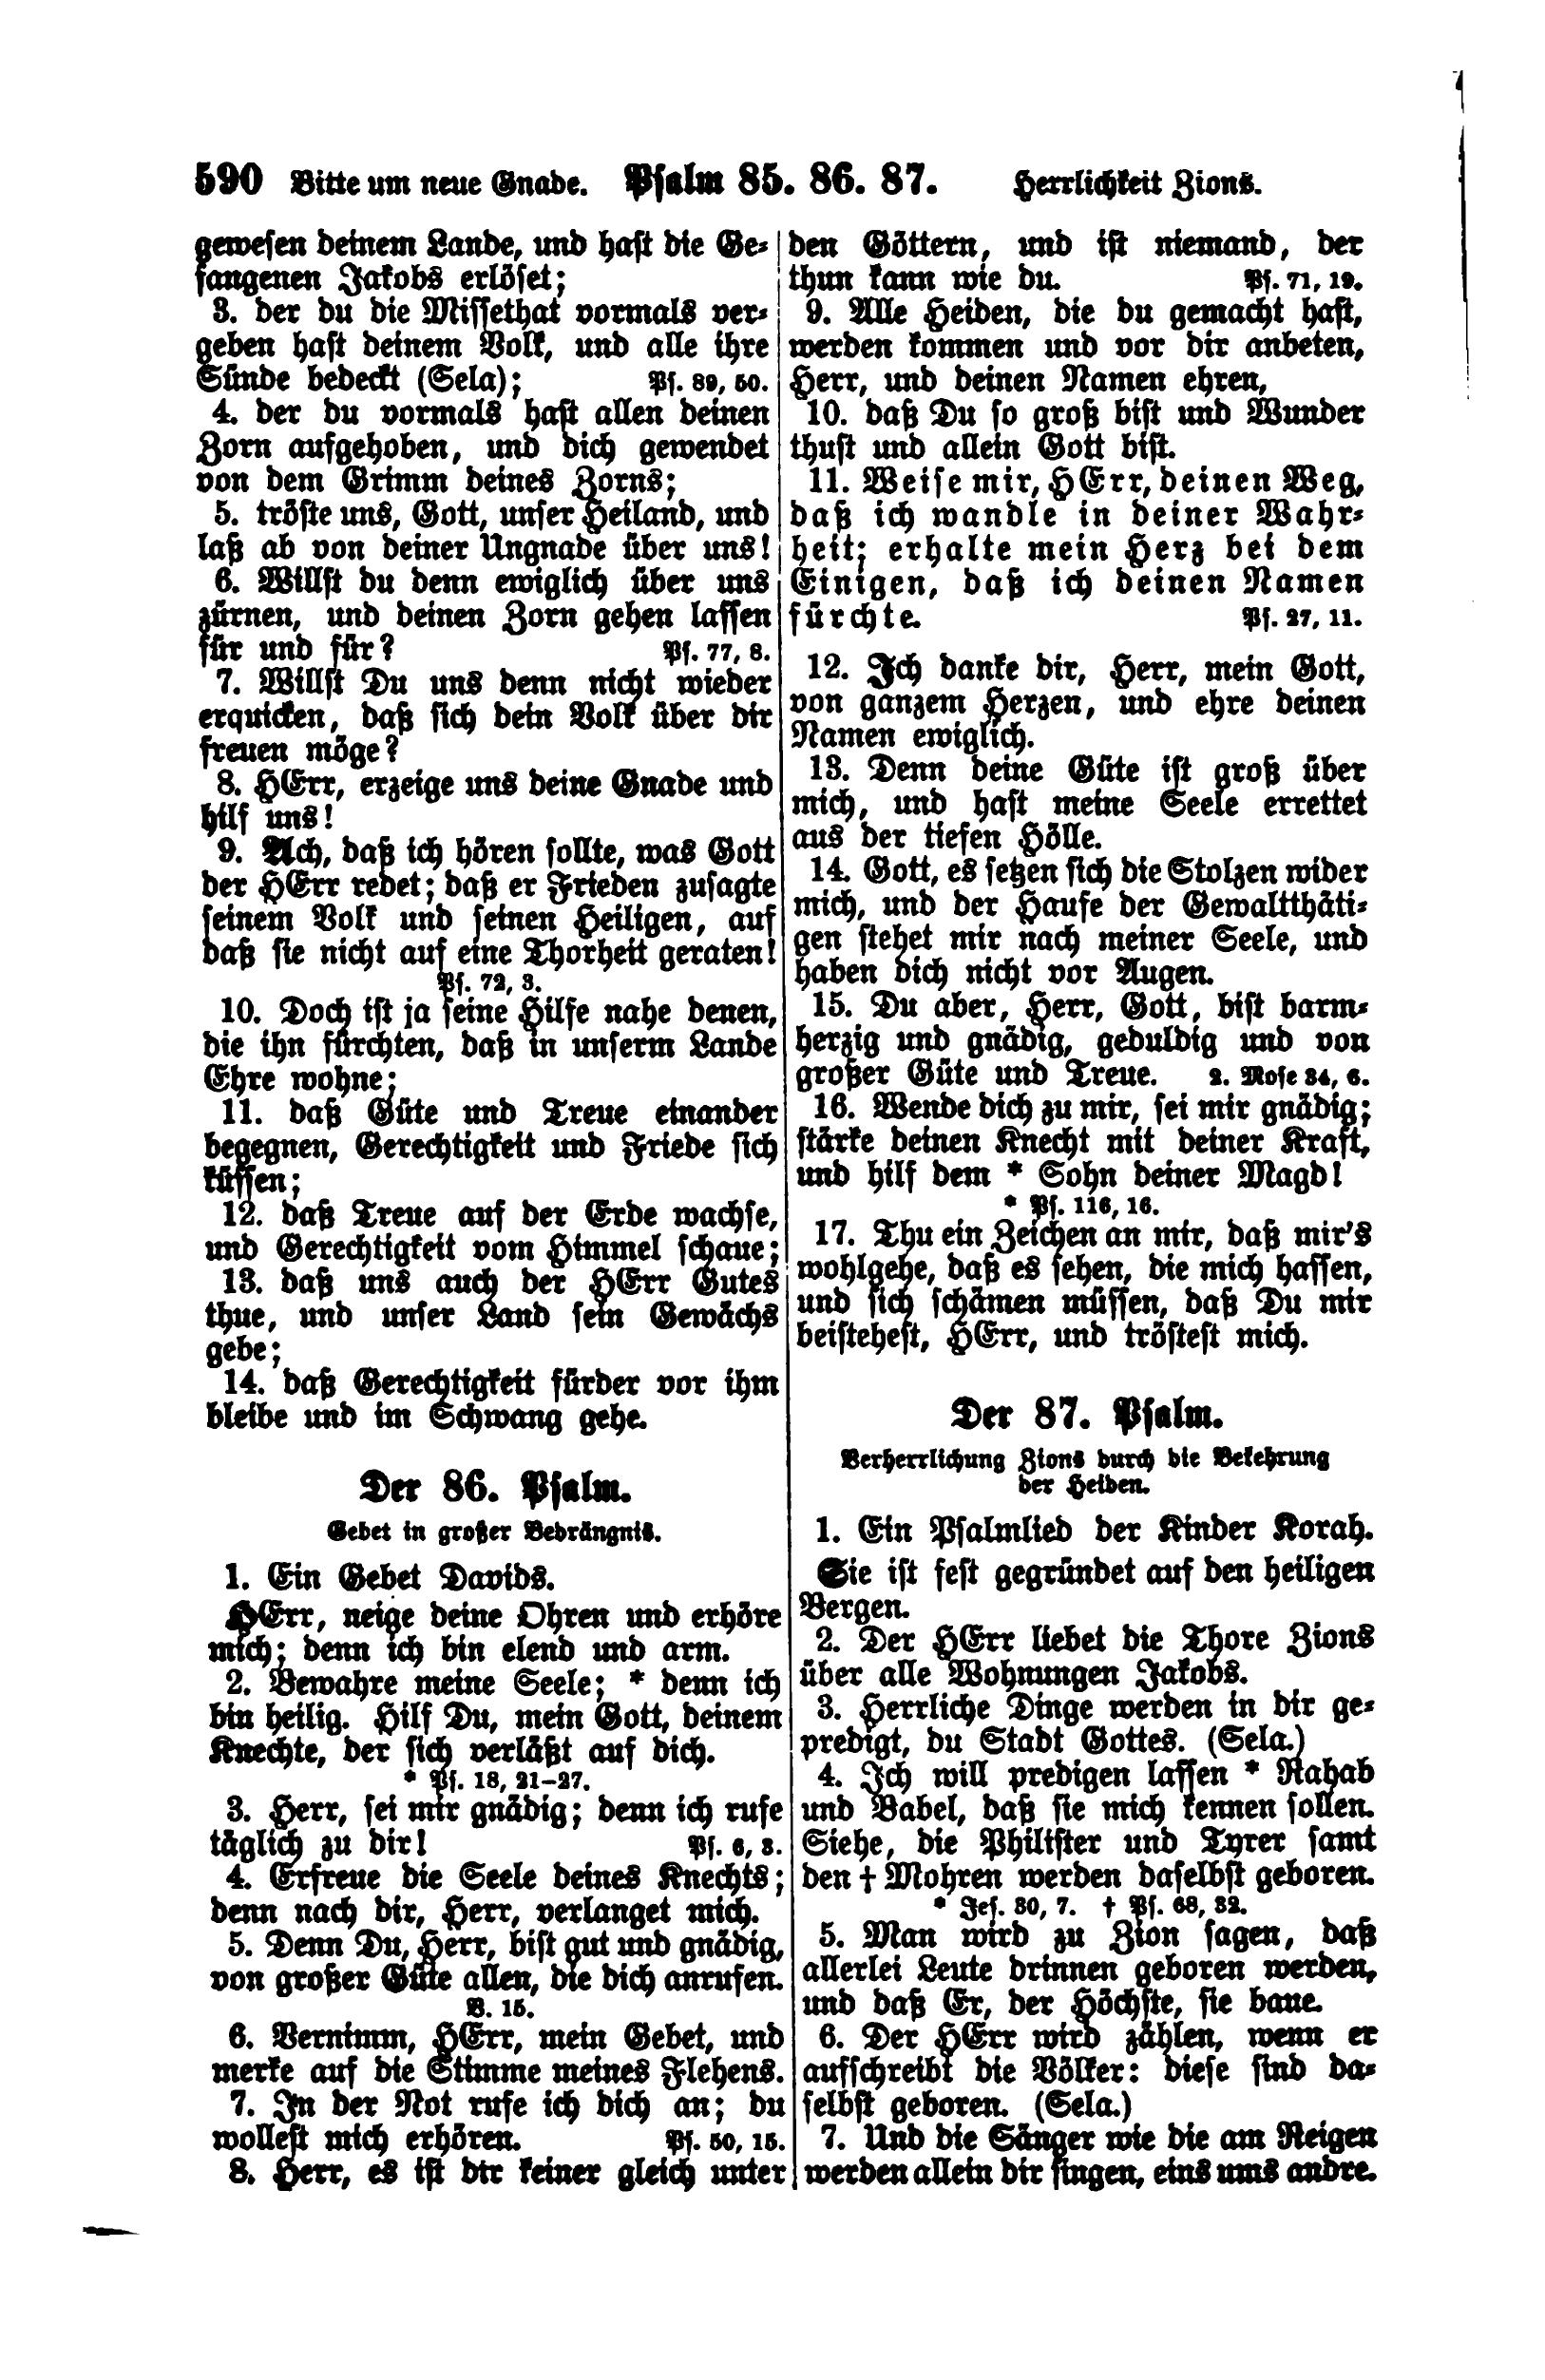 590 Bitte um neue Gnade. Psalm 85. 86. 87. Herrlichkeit Zions.
gewesen deinem Lande, und hast die Ge-
fangenen Jakobs erlöset;
3. der du die Missethat vormals ver-
geben hast deinem Volk, und alle ihre
Sünde bedeckt (Sela); Ps. 89, 50.
4. der du vormals hast allen deinen
Zorn aufgehoben, und dich gewendet
von dem Grimm deines Zorns;
5. tröste uns, Gott, unser Heiland, und
laß ab von deiner Ungnade über uns!
6. Willst du denn ewiglich über uns
zürnen, und deinen Zorn gehen lassen
für und für? Ps. 77, 8.
7. Willst Du uns denn nicht wieder
erquicken, daß sich dein Volk über dir
freuen möge?
8. HErr, erzeige uns deine Gnade und
hilf uns!
9. Ach, daß ich hören sollte, was Gott
der HErr redet; daß er Frieden zusagte
seinem Volk und seinen Heiligen, auf
daß sie nicht auf eine Thorheit geraten!
Ps. 72, 3.
10. Doch ist ja seine Hilfe nahe denen,
die ihn fürchten, daß in unserm Lande
Ehre wohne;
11. daß Güte und Treue einander
begegnen, Gerechtigkeit und Friede sich
küssen;
12. daß Treue auf der Erde wachse,
und Gerechtigkeit vom Himmel schaue;
13. daß uns auch der HErr Gutes
thue, und unser Land sein Gewächs
gebe;
14. daß Gerechtigkeit fürder vor ihm
bleibe und im Schwang gehe.
Der 86. Psalm.
Gebet in großer Bedrängnis.
1. Ein Gebet Davids.
HErr, neige deine Ohren und erhöre
mich; denn ich bin elend und arm.
2. Bewahre meine Seele; * denn ich
bin heilig. Hilf Du, mein Gott, deinem
Knechte, der sich verläßt auf dich.
* Ps. 18, 21–27.
3. Herr, sei mir gnädig; denn ich rufe
täglich zu dir! Ps. 6, 3.
4. Erfreue die Seele deines Knechts;
denn nach dir, Herr, verlanget mich.
5. Denn Du, Herr, bist gut und gnädig,
von großer Güte allen, die dich anrufen.
V. 15.
6. Vernimm, HErr, mein Gebet, und
merke auf die Stimme meines Flehens.
7. In der Not rufe ich dich an; du
wollest mich erhören. Ps. 50, 15.
8. Herr, es ist dir keiner gleich unter
den Göttern, und ist niemand, der
thun kann wie du. Ps. 71, 19.
9. Alle Heiden, die du gemacht hast,
werden kommen und vor dir anbeten,
Herr, und deinen Namen ehren,
10. daß Du so groß bist und Wunder
thust und allein Gott bist.
11. Weise mir, HErr, deinen Weg,
daß ich wandle in deiner Wahr-
heit; erhalte mein Herz bei dem
Einigen, daß ich deinen Namen
fürchte. Ps. 27, 11.
12. Ich danke dir, Herr, mein Gott,
von ganzem Herzen, und ehre deinen
Namen ewiglich.
13. Denn deine Güte ist groß über
mich, und hast meine Seele errettet
aus der tiefen Hölle.
14. Gott, es setzen sich die Stolzen wider
mich, und der Haufe der Gewaltthäti-
gen stehet mir nach meiner Seele, und
haben dich nicht vor Augen.
15. Du aber, Herr, Gott, bist barm-
herzig und gnädig, geduldig und von
großer Güte und Treue. 2. Mose 34, 6.
16. Wende dich zu mir, sei mir gnädig;
stärke deinen Knecht mit deiner Kraft,
und hilf dem * Sohn deiner Magd!
* Ps. 116, 16.
17. Thu ein Zeichen an mir, daß mir's
wohlgehe, daß es sehen, die mich hassen,
und sich schämen müssen, daß Du mir
beistehest, HErr, und tröstest mich.
Der 87. Psalm.
Verherrlichung Zions durch die Bekehrung
der Heiden.
1. Ein Psalmlied der Kinder Korah.
Sie ist fest gegründet auf den heiligen
Bergen.
2. Der HErr liebet die Thore Zions
über alle Wohnungen Jakobs.
3. Herrliche Dinge werden in dir ge-
predigt, du Stadt Gottes. (Sela.)
4. Ich will predigen lassen * Rahab
und Babel, daß sie mich kennen sollen.
Siehe, die Philister und Tyrer samt
den † Mohren werden daselbst geboren.
* Jes. 30, 7. † Ps. 68, 32.
5. Man wird zu Zion sagen, daß
allerlei Leute drinnen geboren werden,
und daß Er, der Höchste, sie baue.
6. Der HErr wird zählen, wenn er
aufschreibt die Völker: diese sind da-
selbst geboren. (Sela.)
7. Und die Sänger wie die am Reigen
werden allein dir singen, eins ums andre.